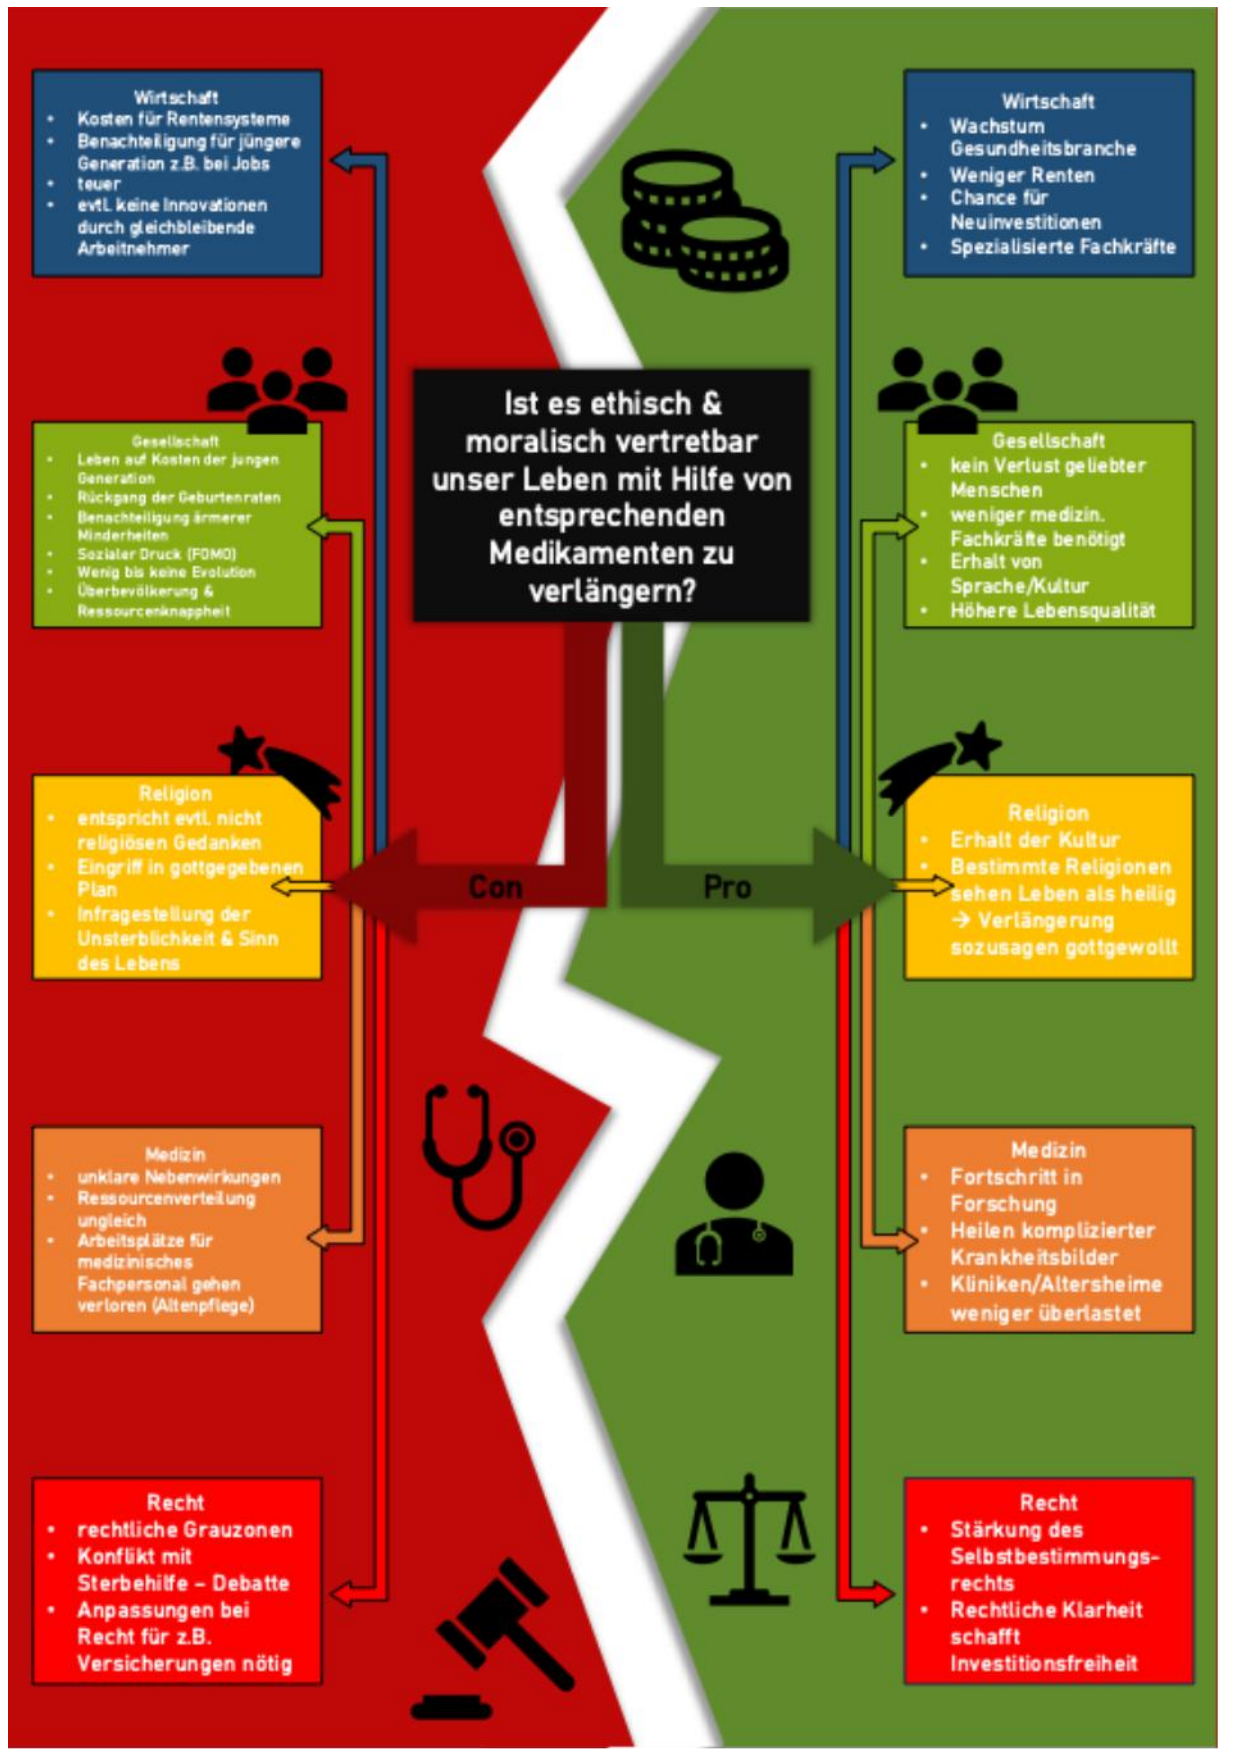 Wirtschaft
• Kosten für Rentensysteme
• Benachteiligung für jüngere
Generation z.B. bei Jobs
• teuer
• evtl. keine Innovationen
durch gleichbleibende
Arbeitnehmer
Gesellschaft
• Leben auf Kosten der jungen
Generation
• Rückgang der Geburtenraten
• Benachteiligung ärmerer
Minderheiten
• Sozialer Druck (FOMO)
• Wenig bis keine Evolution
• Überbevölkerung &
Ressourcenknappheit
Religion
• entspricht evtl. nicht
religiösen Gedanken
• Eingriff in gottgegebenen
Plan
• Infragestellung der
Unsterblichkeit & Sinn
des Lebens
Medizin
• unklare Nebenwirkungen
• Ressourcenverteilung
ungleich
• Arbeitsplätze für
medizinisches
Fachpersonal gehen
verloren (Altenpflege)
Recht
• rechtliche Grauzonen
• Konflikt mit
Sterbehilfe – Debatte
• Anpassungen bei
Recht für z.B.
Versicherungen nötig
Ist es ethisch &
moralisch vertretbar
unser Leben mit Hilfe von
entsprechenden
Medikamenten zu
verlängern?
Con
Pro
Wirtschaft
• Wachstum
Gesundheitsbranche
• Weniger Renten
• Chance für
Neuinvestitionen
• Spezialisierte Fachkräfte
Gesellschaft
• kein Verlust geliebter
Menschen
• weniger medizin.
Fachkräfte benötigt
• Erhalt von
Sprache/Kultur
• Höhere Lebensqualität
Religion
• Erhalt der Kultur
• Bestimmte Religionen
sehen Leben als heilig
→ Verlängerung
sozusagen gottgewollt
Medizin
• Fortschritt in
Forschung
• Heilen komplizierter
Krankheitsbilder
• Kliniken/Altersheime
weniger überlastet
Recht
• Stärkung des
Selbstbestimmungs-
rechts
• Rechtliche Klarheit
schafft
Investitionsfreiheit